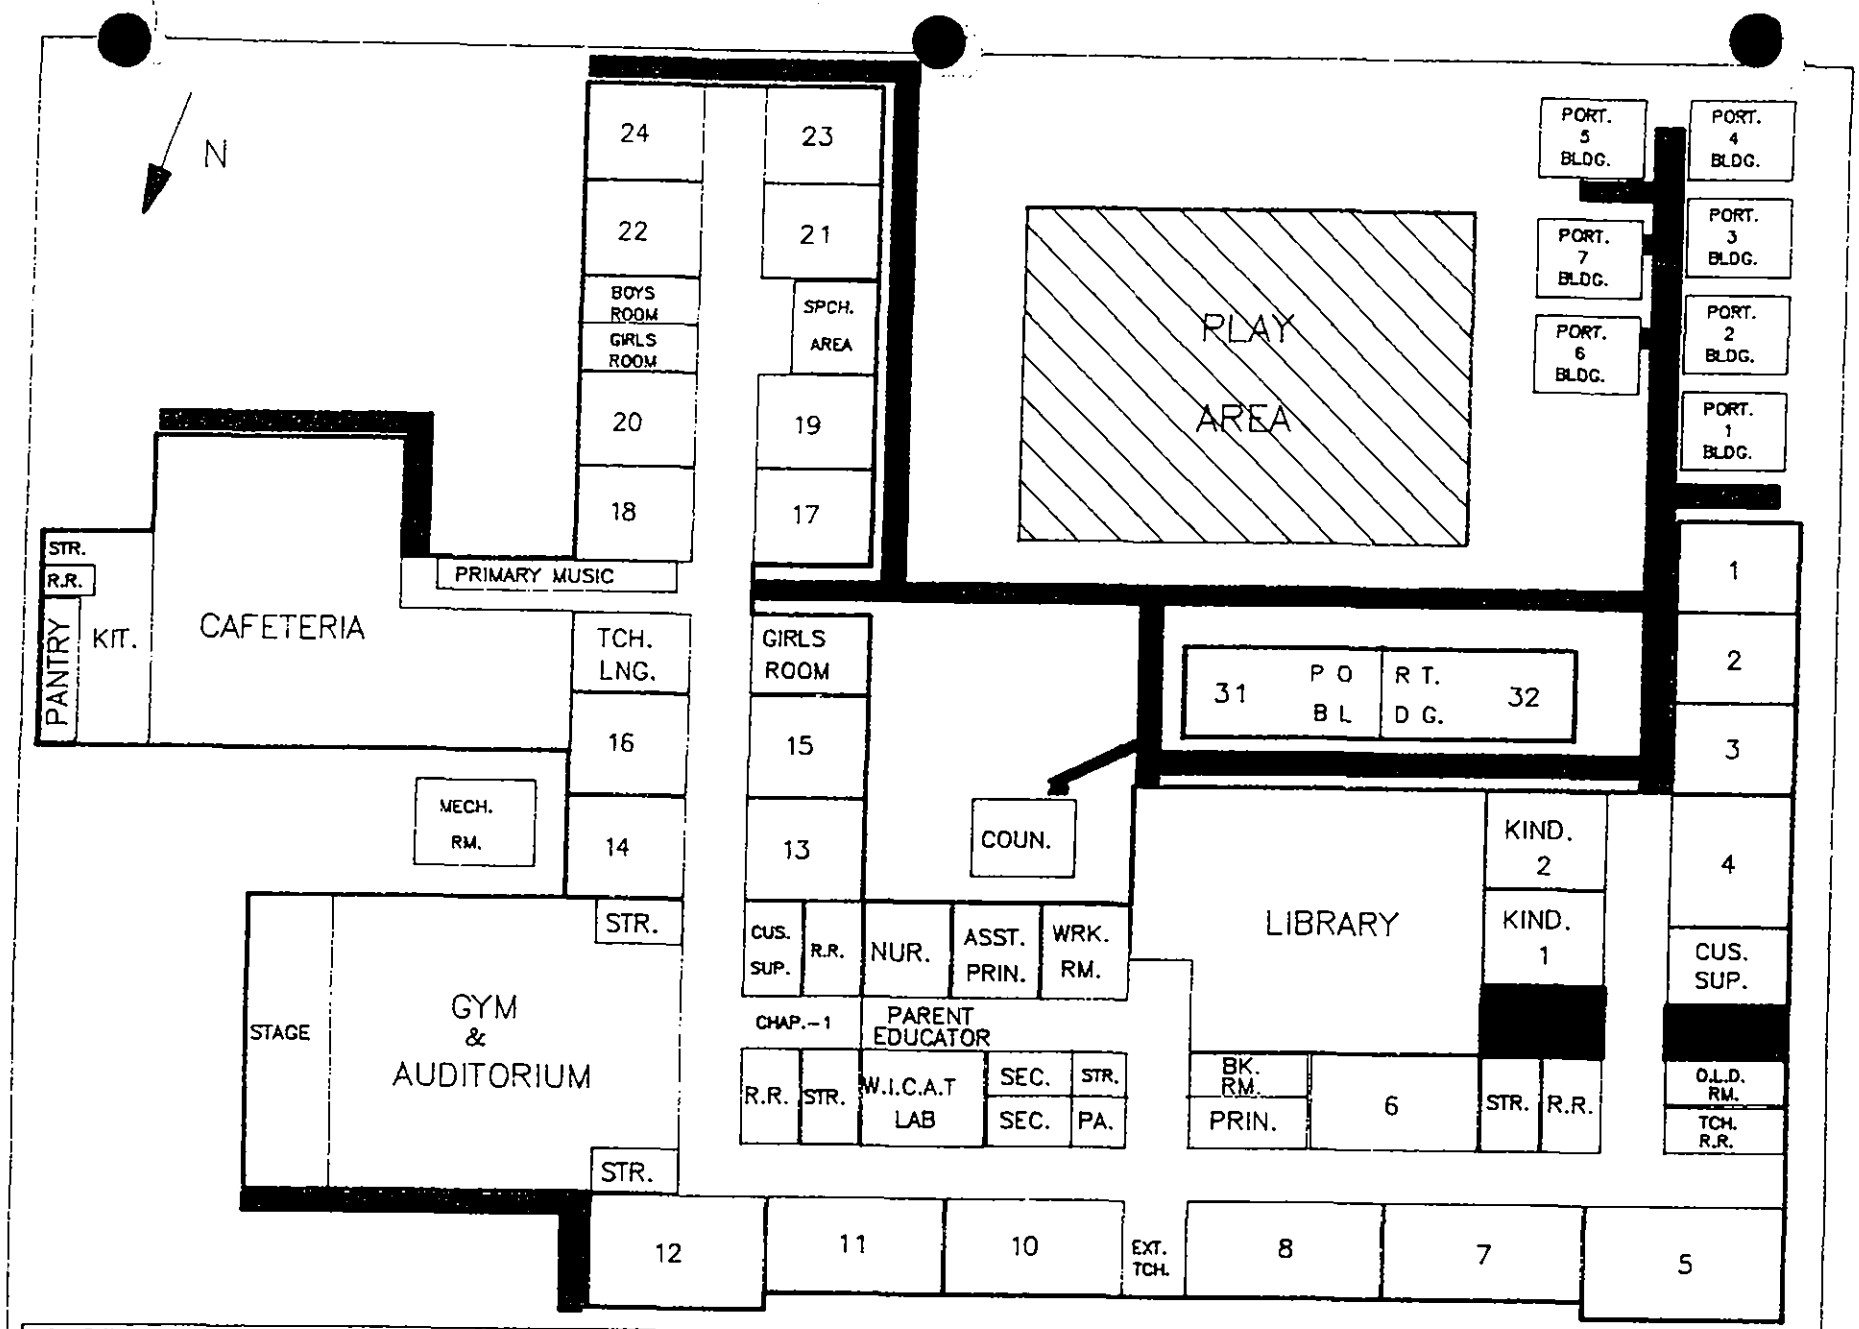 N
24
23
22
21
BOYS
ROOM
GIRLS
ROOM
SPCH.
AREA
20
19
18
17
PRIMARY MUSIC
PLAY
AREA
PORT.
5
BLDG.
PORT.
4
BLDG.
PORT.
7
BLDG.
PORT.
3
BLDG.
PORT.
6
BLDG.
PORT.
2
BLDG.
PORT.
1
BLDG.
STR.
R.R.
PANTRY
KIT.
CAFETERIA
TCH.
LNG.
GIRLS
ROOM
16
15
14
13
MECH.
RM.
COUN.
31
P O R T.
B L D G.
32
1
2
3
4
KIND.
2
KIND.
1
LIBRARY
CUS.
SUP.
STR.
CUS.
SUP.
R.R.
NUR.
ASST.
PRIN.
WRK.
RM.
STAGE
GYM
&
AUDITORIUM
CHAP.-1
PARENT
EDUCATOR
R.R.
STR.
W.I.C.A.T
LAB
SEC.
STR.
SEC.
PA.
BK.
RM.
PRIN.
6
STR.
R.R.
O.L.D.
RM.
TCH.
R.R.
STR.
12
11
10
EXT.
TCH.
8
7
5